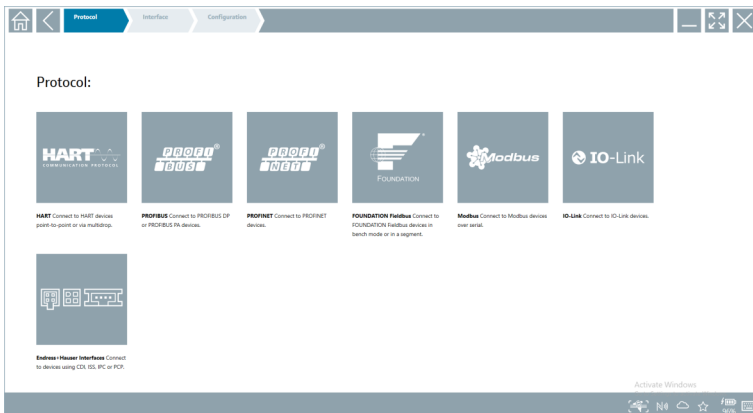 Protocol
Interface
Configuration
Protocol:
HART
COMMUNICATION PROTOCOL
PROFI®
BUS
PROFI®
NET
FOUNDATION
Modbus
IO-Link
HART Connect to HART devices
point-to-point or via multidrop.
PROFIBUS Connect to PROFIBUS DP
or PROFIBUS PA devices.
PROFINET Connect to PROFINET
devices.
FOUNDATION Fieldbus Connect to
FOUNDATION Fieldbus devices in
bench mode or in a segment.
Modbus Connect to Modbus devices
over serial.
IO-Link Connect to IO-Link devices.
Endress+Hauser Interfaces Connect
to devices using CDI, ISS, IPC or PCP.
Activate Windows
96%